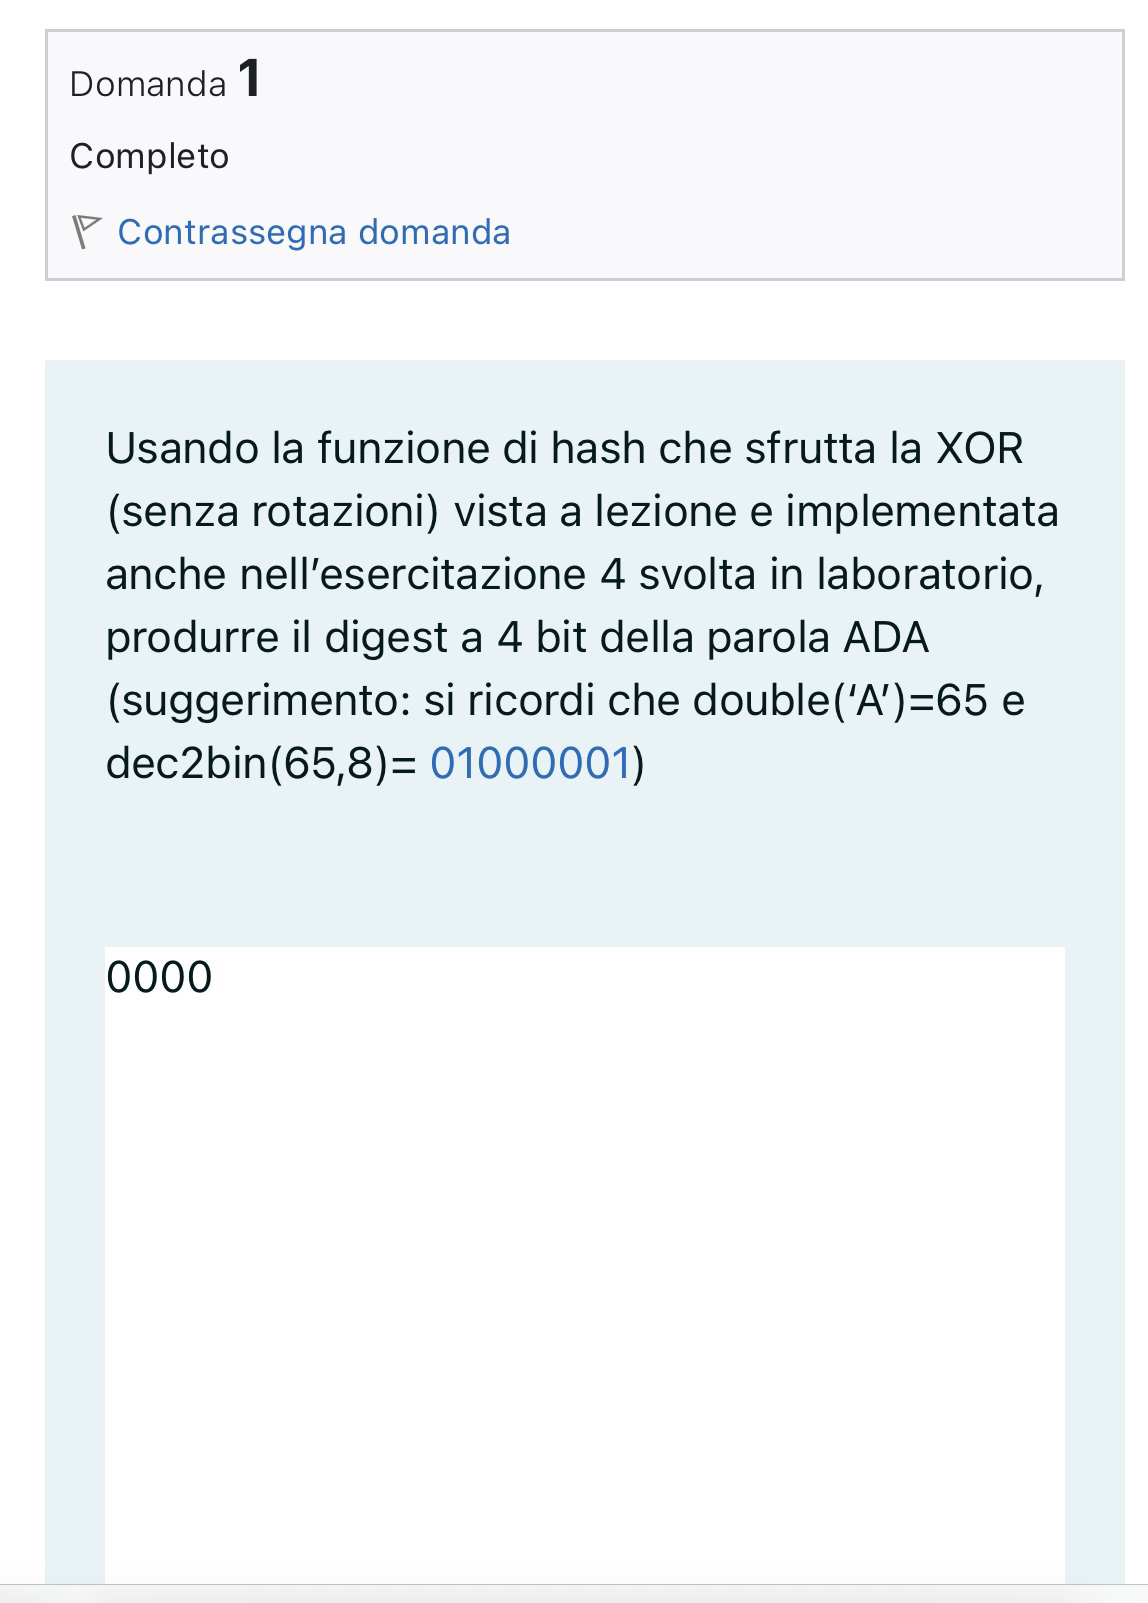 Domanda 1
Completo
Contrassegna domanda
Usando la funzione di hash che sfrutta la XOR
(senza rotazioni) vista a lezione e implementata
anche nell’esercitazione 4 svolta in laboratorio,
produrre il digest a 4 bit della parola ADA
(suggerimento: si ricordi che double(‘A’)=65 e
dec2bin(65,8)= 01000001)
0000